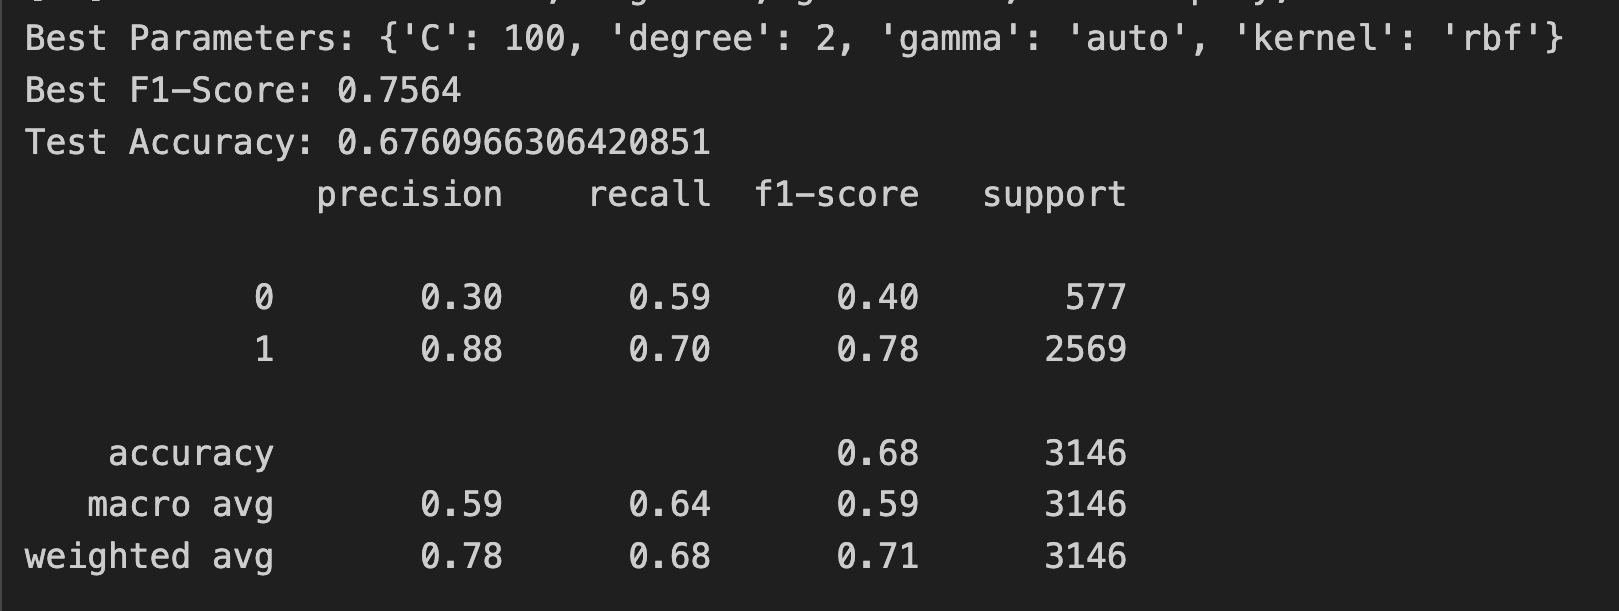 Best Parameters: {'C': 100, 'degree': 2, 'gamma': 'auto', 'kernel': 'rbf'}
Best F1-Score: 0.7564
Test Accuracy: 0.6760966306420851
precision recall f1-score support
0 0.30 0.59 0.40 577
1 0.88 0.70 0.78 2569
accuracy 0.68 3146
macro avg 0.59 0.64 0.59 3146
weighted avg 0.78 0.68 0.71 3146